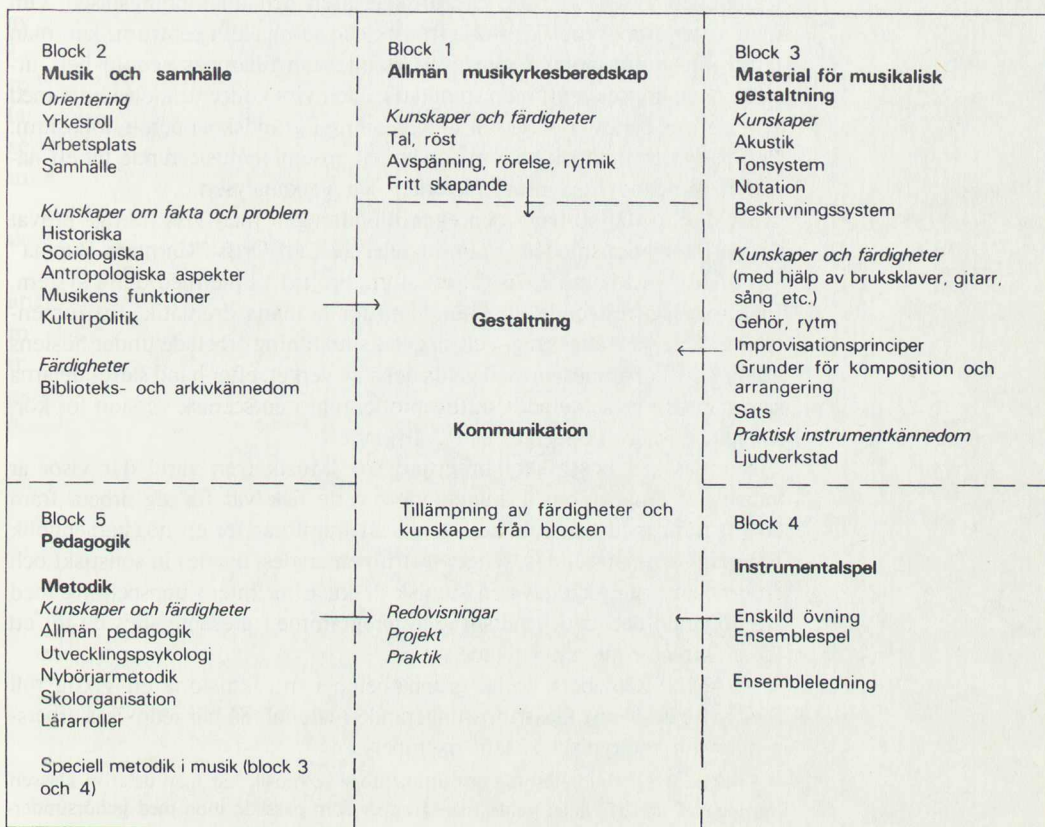 Block 2
Musik och samhälle
Orientering
Yrkesroll
Arbetsplats
Samhälle
Kunskaper om fakta och problem
Historiska
Sociologiska
Antropologiska aspekter
Musikens funktioner
Kulturpolitik
Färdigheter
Biblioteks- och arkivkännedom
Block 1
Allmän musikyrkesberedskap
Kunskaper och färdigheter
Tal, röst
Avspänning, rörelse, rytmik
Fritt skapande
Block 3
Material för musikalisk
gestaltning
Kunskaper
Akustik
Tonsystem
Notation
Beskrivningssystem
Kunskaper och färdigheter
(med hjälp av bruksklaver, gitarr,
sång etc.)
Gehör, rytm
Improvisationsprinciper
Grunder för komposition och
arrangering
Sats
Praktisk instrumentkännedom
Ljudverkstad
Gestaltning
Kommunikation
Tillämpning av färdigheter och
kunskaper från blocken
Redovisningar
Projekt
Praktik
Block 5
Pedagogik
Metodik
Kunskaper och färdigheter
Allmän pedagogik
Utvecklingspsykologi
Nybörjarmetodik
Skolorganisation
Lärarroller
Speciell metodik i musik (block 3
och 4)
Block 4
Instrumentalspel
Enskild övning
Ensemblespel
Ensembleledning